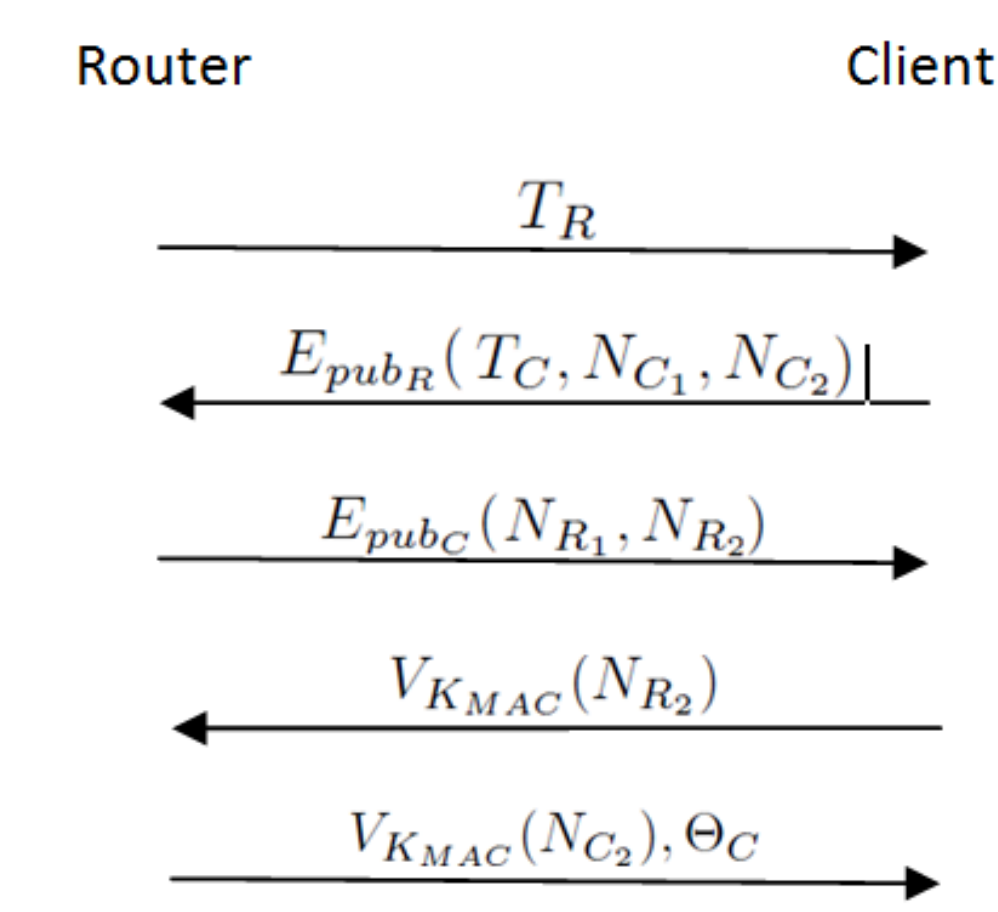 Router Client
T_R
E_{pub_R}(T_C, N_{C_1}, N_{C_2})
E_{pub_C}(N_{R_1}, N_{R_2})
V_{K_{MAC}}(N_{R_2})
V_{K_{MAC}}(N_{C_2}), Θ_C